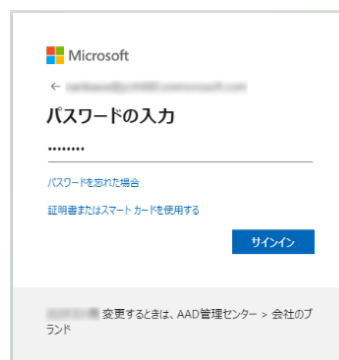 Microsoft
←
パスワードの入力
••••••••
パスワードを忘れた場合
証明書またはスマート カードを使用する
サインイン
変更するときは、AAD管理センター > 会社のブ
ランド